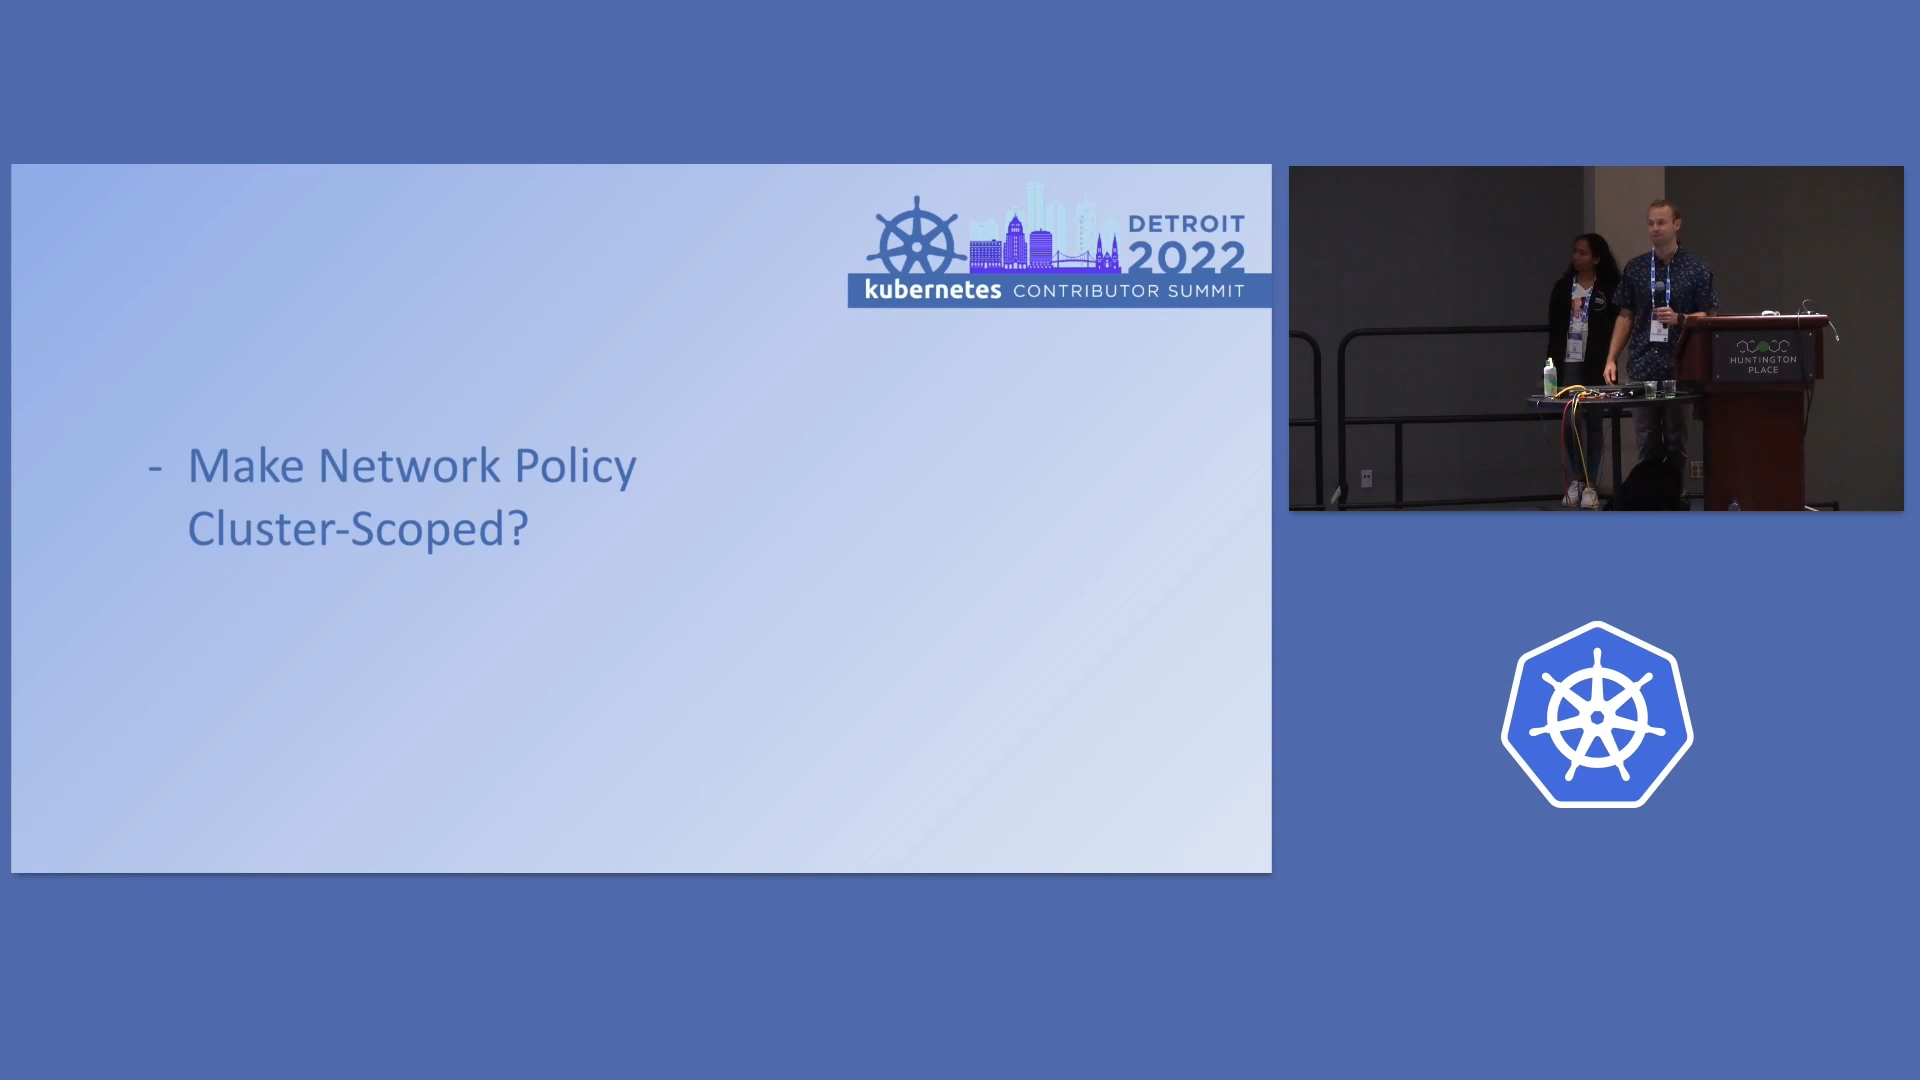 DETROIT
2022
kubernetes CONTRIBUTOR SUMMIT
- Make Network Policy
Cluster-Scoped?
HUNTINGTON
PLACE